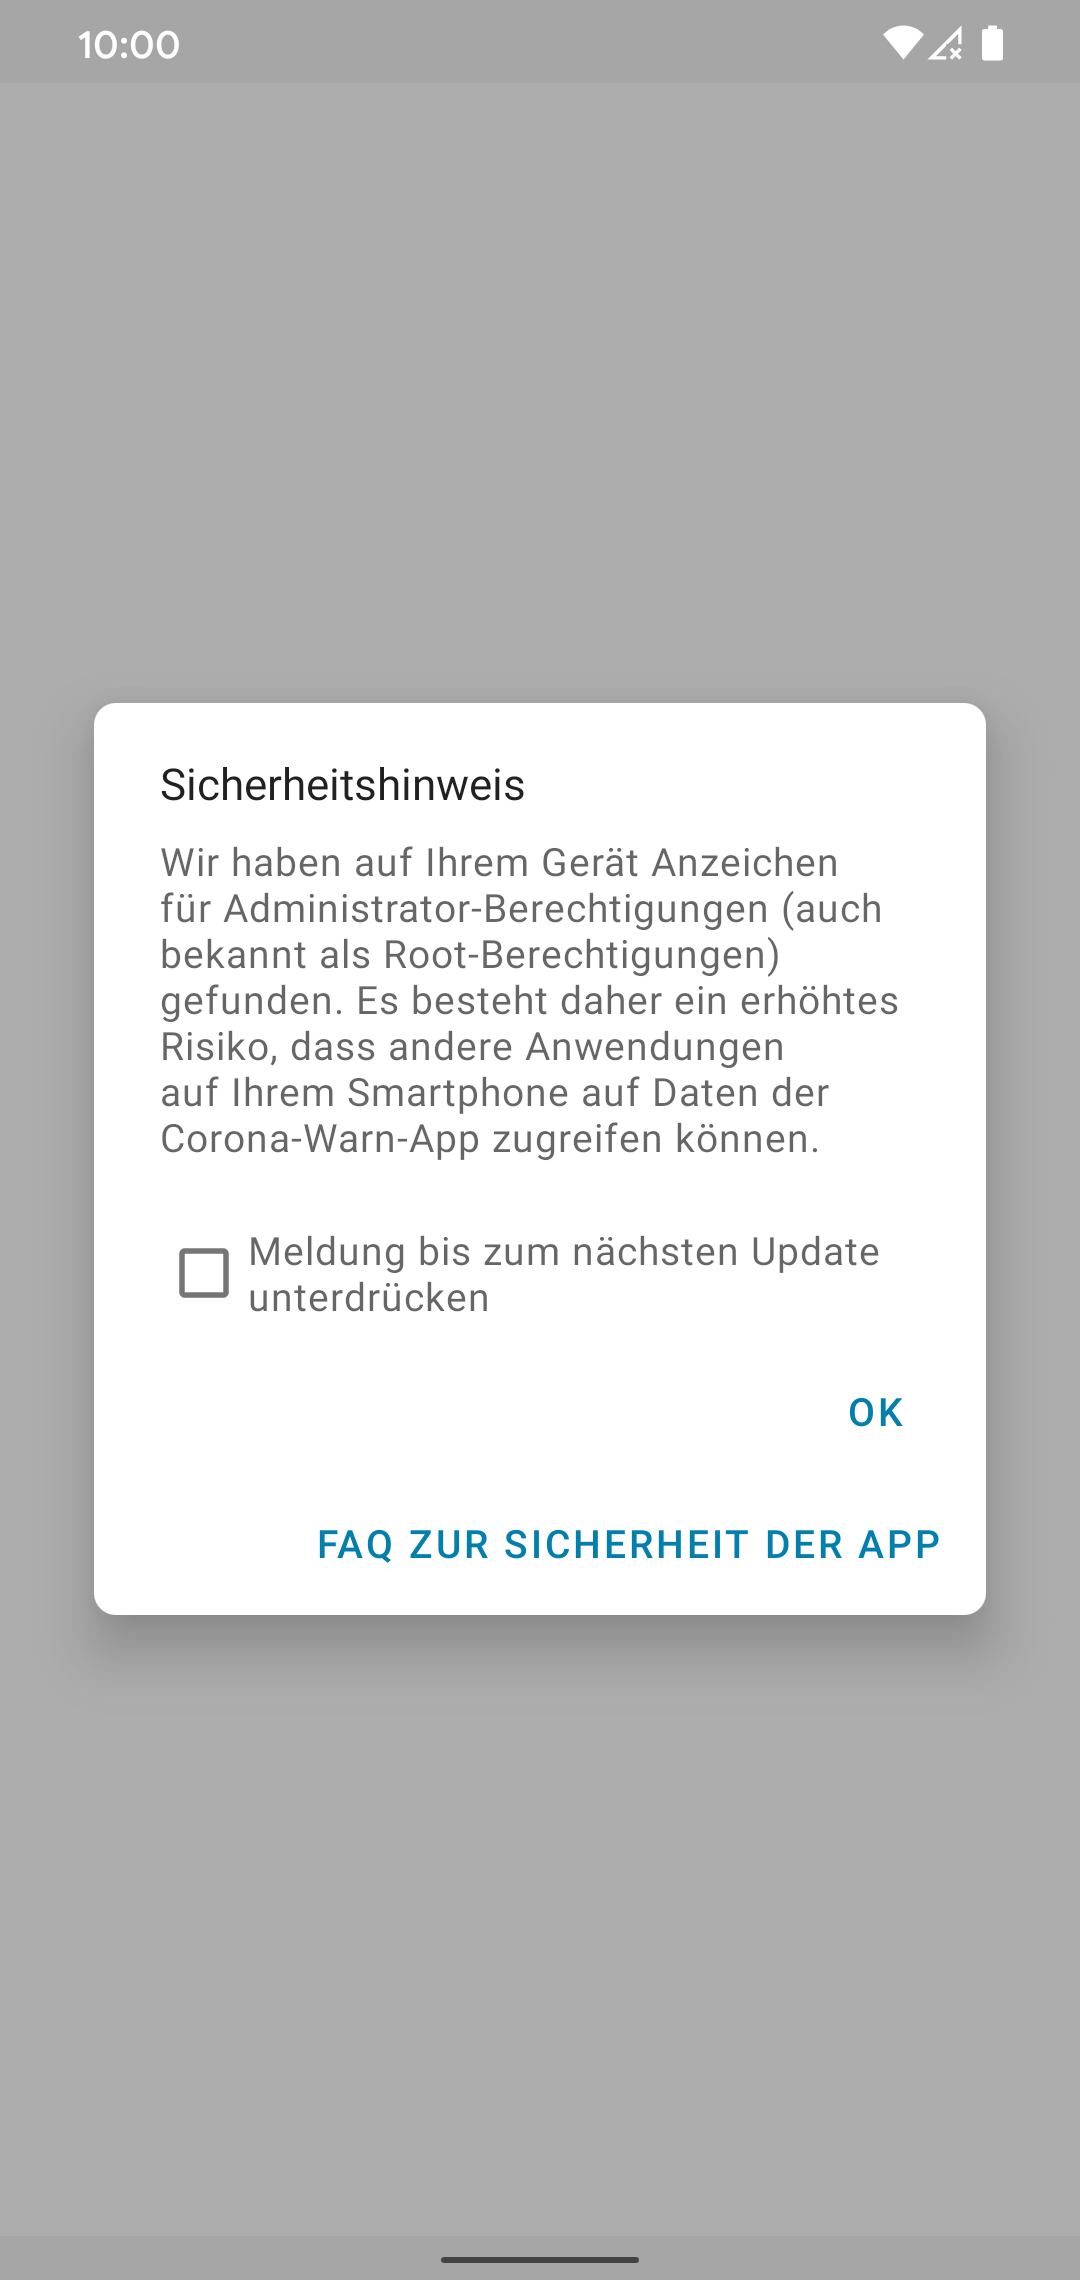 10:00
Sicherheitshinweis
Wir haben auf Ihrem Gerät Anzeichen
für Administrator-Berechtigungen (auch
bekannt als Root-Berechtigungen)
gefunden. Es besteht daher ein erhöhtes
Risiko, dass andere Anwendungen
auf Ihrem Smartphone auf Daten der
Corona-Warn-App zugreifen können.
Meldung bis zum nächsten Update
unterdrücken
OK
FAQ ZUR SICHERHEIT DER APP